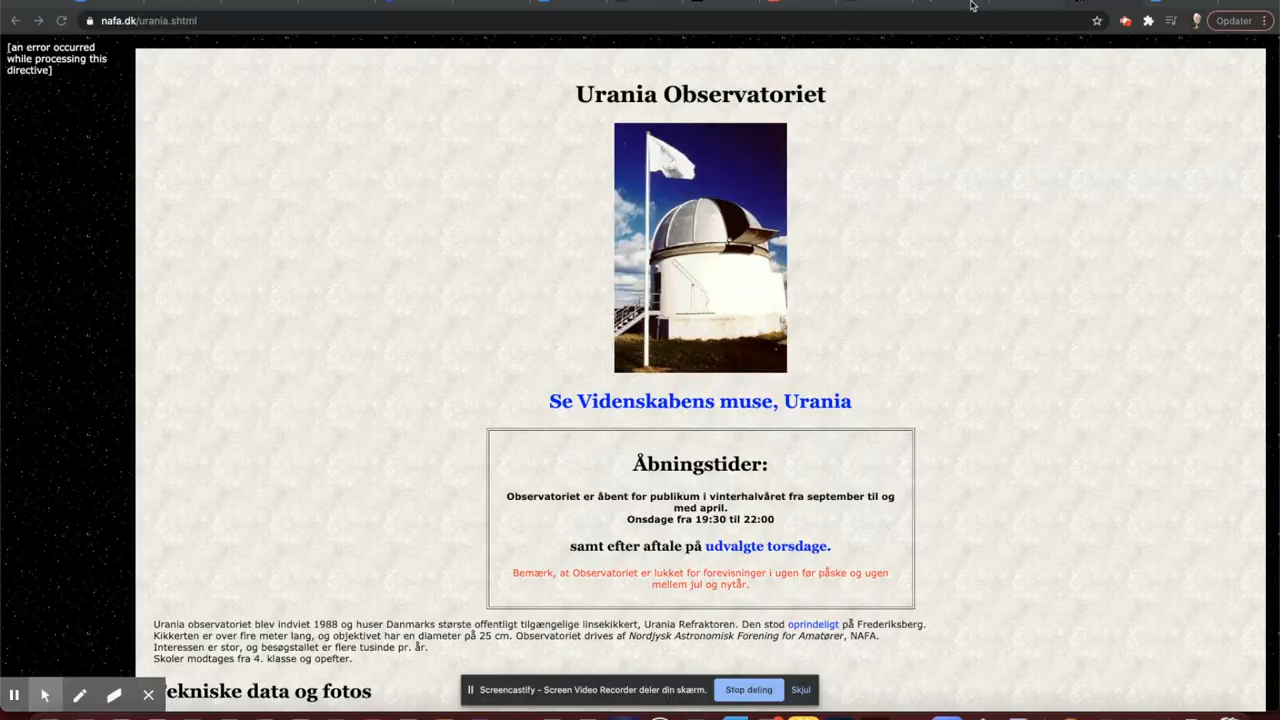 nafa.dk/urania.shtml
Opdater
[an error occurred
while processing this
directive]
Urania Observatoriet
Se Videnskabens muse, Urania
Åbningstider:
Observatoriet er åbent for publikum i vinterhalvåret fra september til og
med april.
Onsdage fra 19:30 til 22:00
samt efter aftale på udvalgte torsdage.
Bemærk, at Observatoriet er lukket for forevisninger i ugen før påske og ugen
mellem jul og nytår.
Urania observatoriet blev indviet 1988 og huser Danmarks største offentligt tilgængelige linsekikkert, Urania Refraktoren. Den stod oprindeligt på Frederiksberg.
Kikkerten er over fire meter lang, og objektivet har en diameter på 25 cm. Observatoriet drives af Nordjysk Astronomisk Forening for Amatører, NAFA.
Interessen er stor, og besøgstallet er flere tusinde pr. år.
Skoler modtages fra 4. klasse og opefter.
ekniske data og fotos
Screencastify - Screen Video Recorder deler din skærm.
Stop deling
Skjul